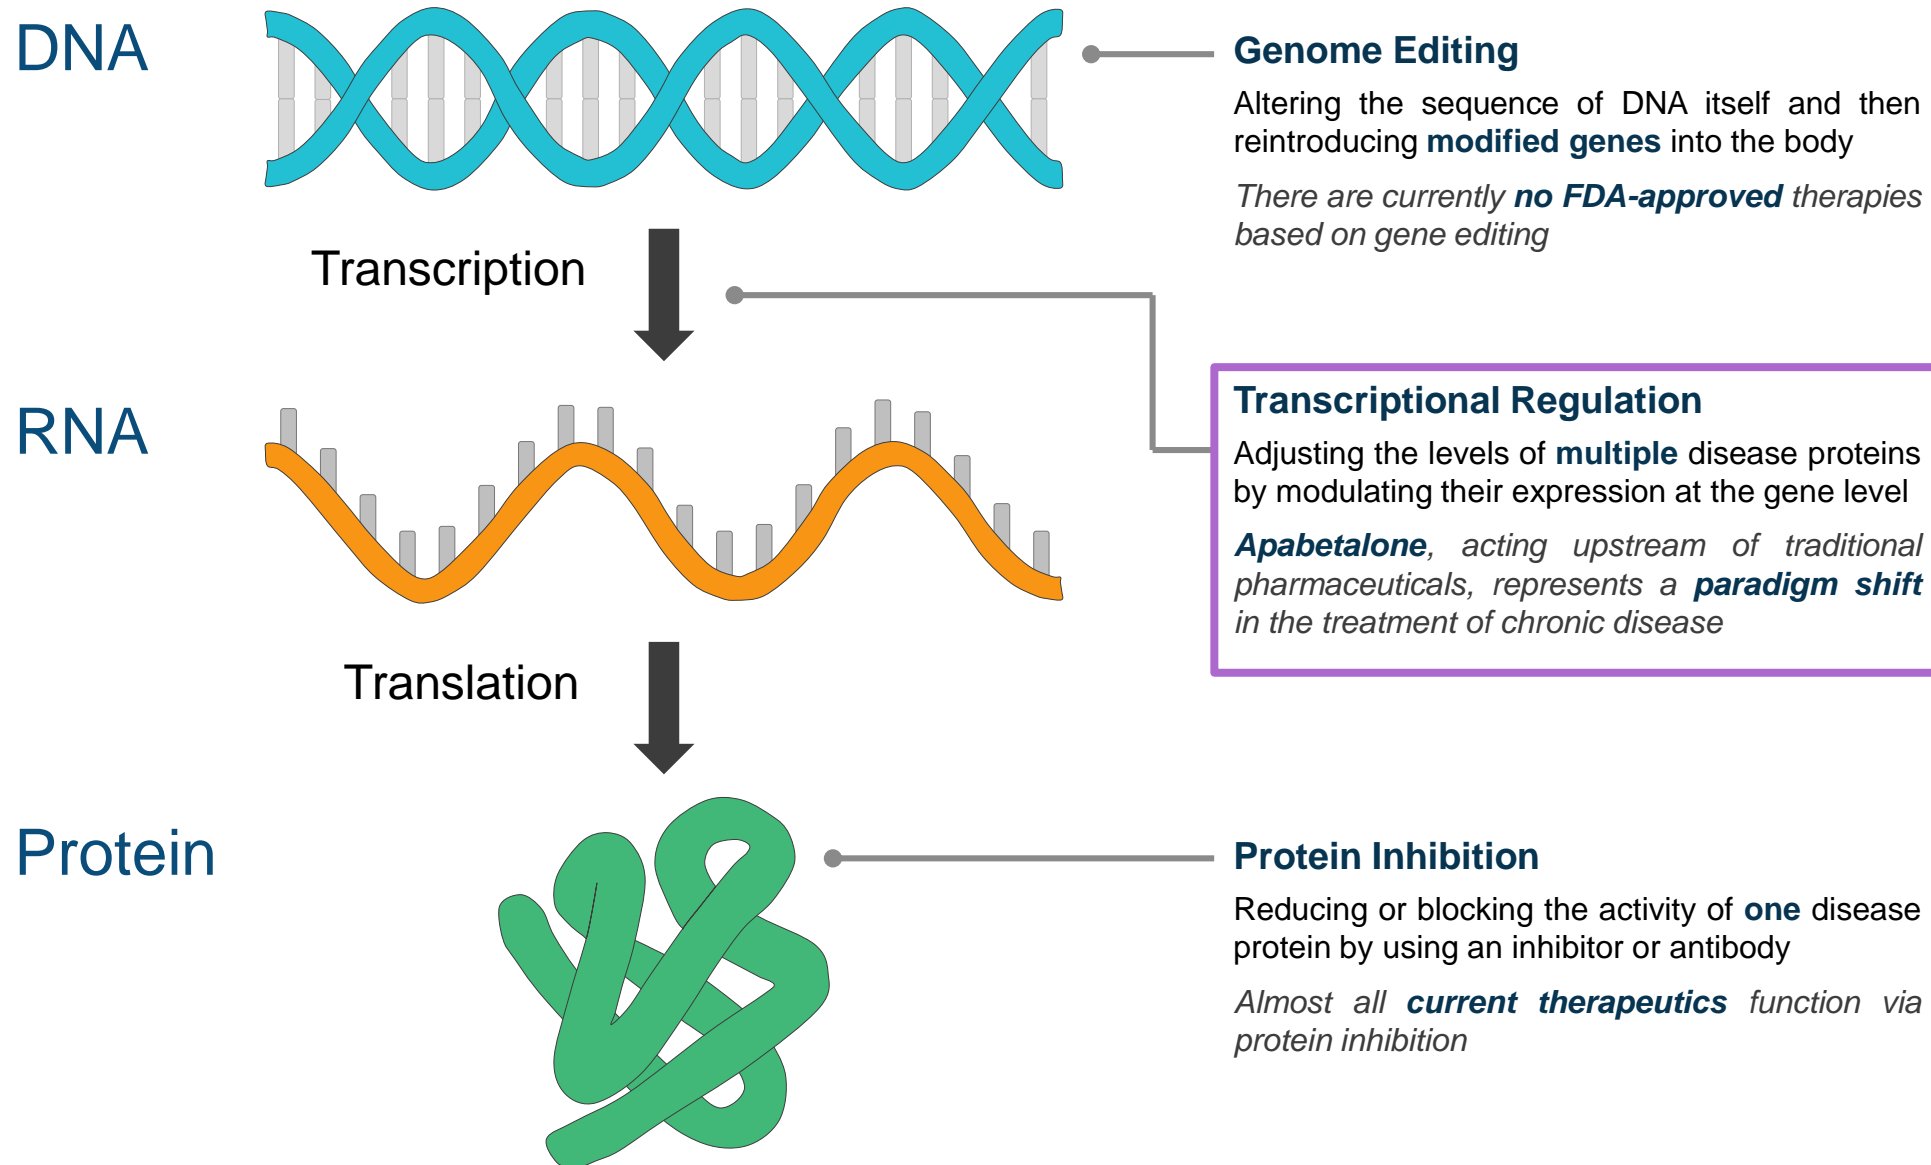 DNA
Genome Editing
Altering the sequence of DNA itself and then
reintroducing modified genes into the body
There are currently no FDA-approved therapies
based on gene editing
Transcription
RNA
Transcriptional Regulation
Adjusting the levels of multiple disease proteins
by modulating their expression at the gene level
Apabetalone, acting upstream of traditional
pharmaceuticals, represents a paradigm shift
in the treatment of chronic disease
Translation
Protein
Protein Inhibition
Reducing or blocking the activity of one disease
protein by using an inhibitor or antibody
Almost all current therapeutics function via
protein inhibition